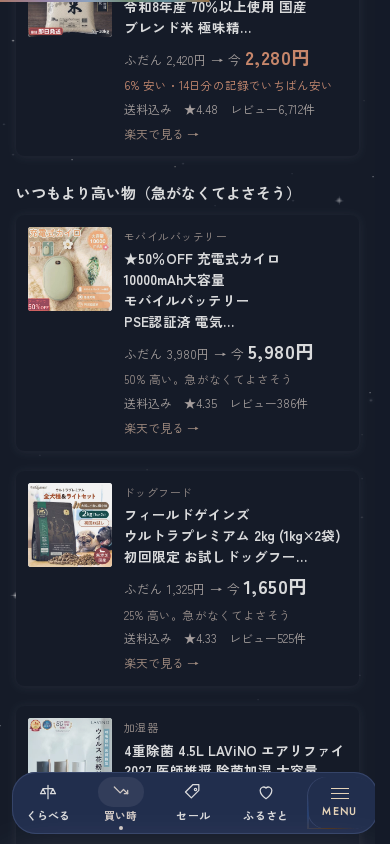 令和8年産 70%以上使用 国産
ブレンド米 極味精…
ふだん 2,420円 → 今 2,280円
6% 安い・14日分の記録でいちばん安い
送料込み ★4.48 レビュー6,712件
楽天で見る →
いつもより高い物（急がなくてよさそう）
モバイルバッテリー
★50%OFF 充電式カイロ
10000mAh大容量
モバイルバッテリー
PSE認証済 電気…
ふだん 3,980円 → 今 5,980円
50% 高い。急がなくてよさそう
送料込み ★4.35 レビュー386件
楽天で見る →
ドッグフード
フィールドゲインズ
ウルトラプレミアム 2kg (1kg×2袋)
初回限定 お試しドッグフー…
ふだん 1,325円 → 今 1,650円
25% 高い。急がなくてよさそう
送料込み ★4.33 レビュー525件
楽天で見る →
加湿器
4重除菌 4.5L LAViNO エアリファイ
2027 医師推奨 除菌加湿 大容量
くらべる
買い時
セール
ふるさと
MENU